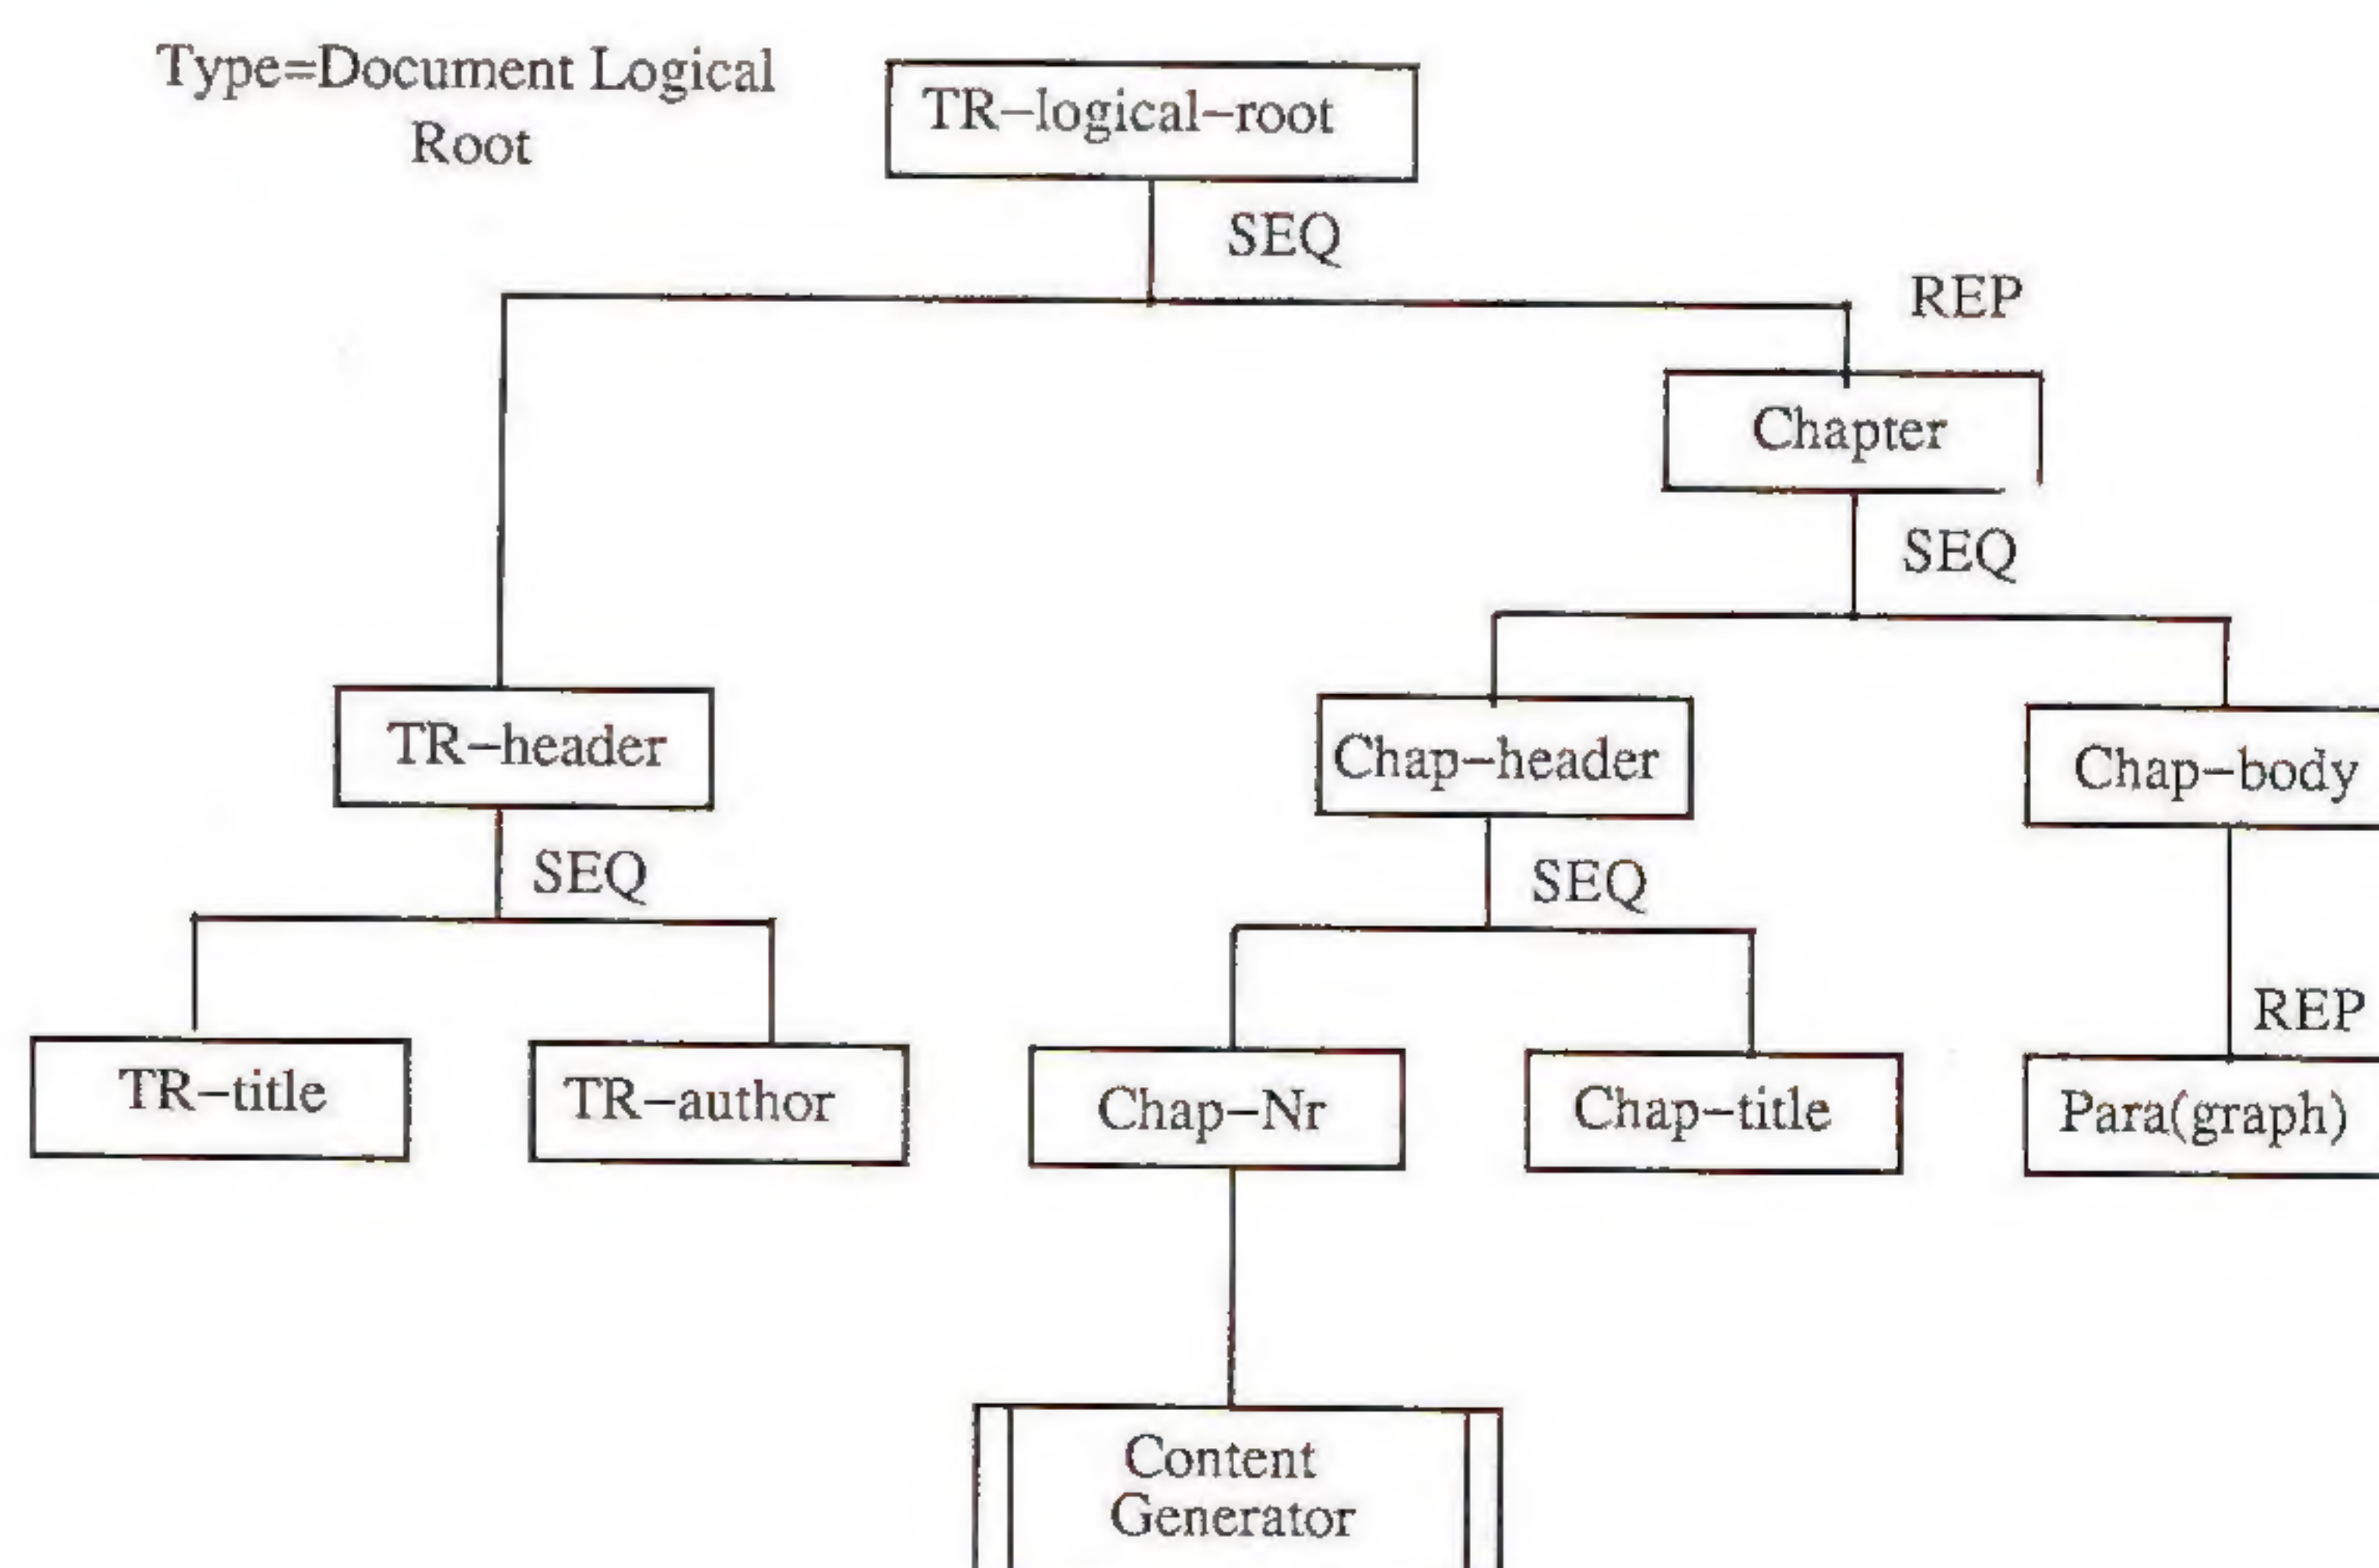 Type=Document Logical
Root
TR–logical–root
SEQ
REP
Chapter
SEQ
TR–header
Chap–header
Chap–body
SEQ
SEQ
REP
TR–title
TR–author
Chap–Nr
Chap–title
Para(graph)
Content
Generator